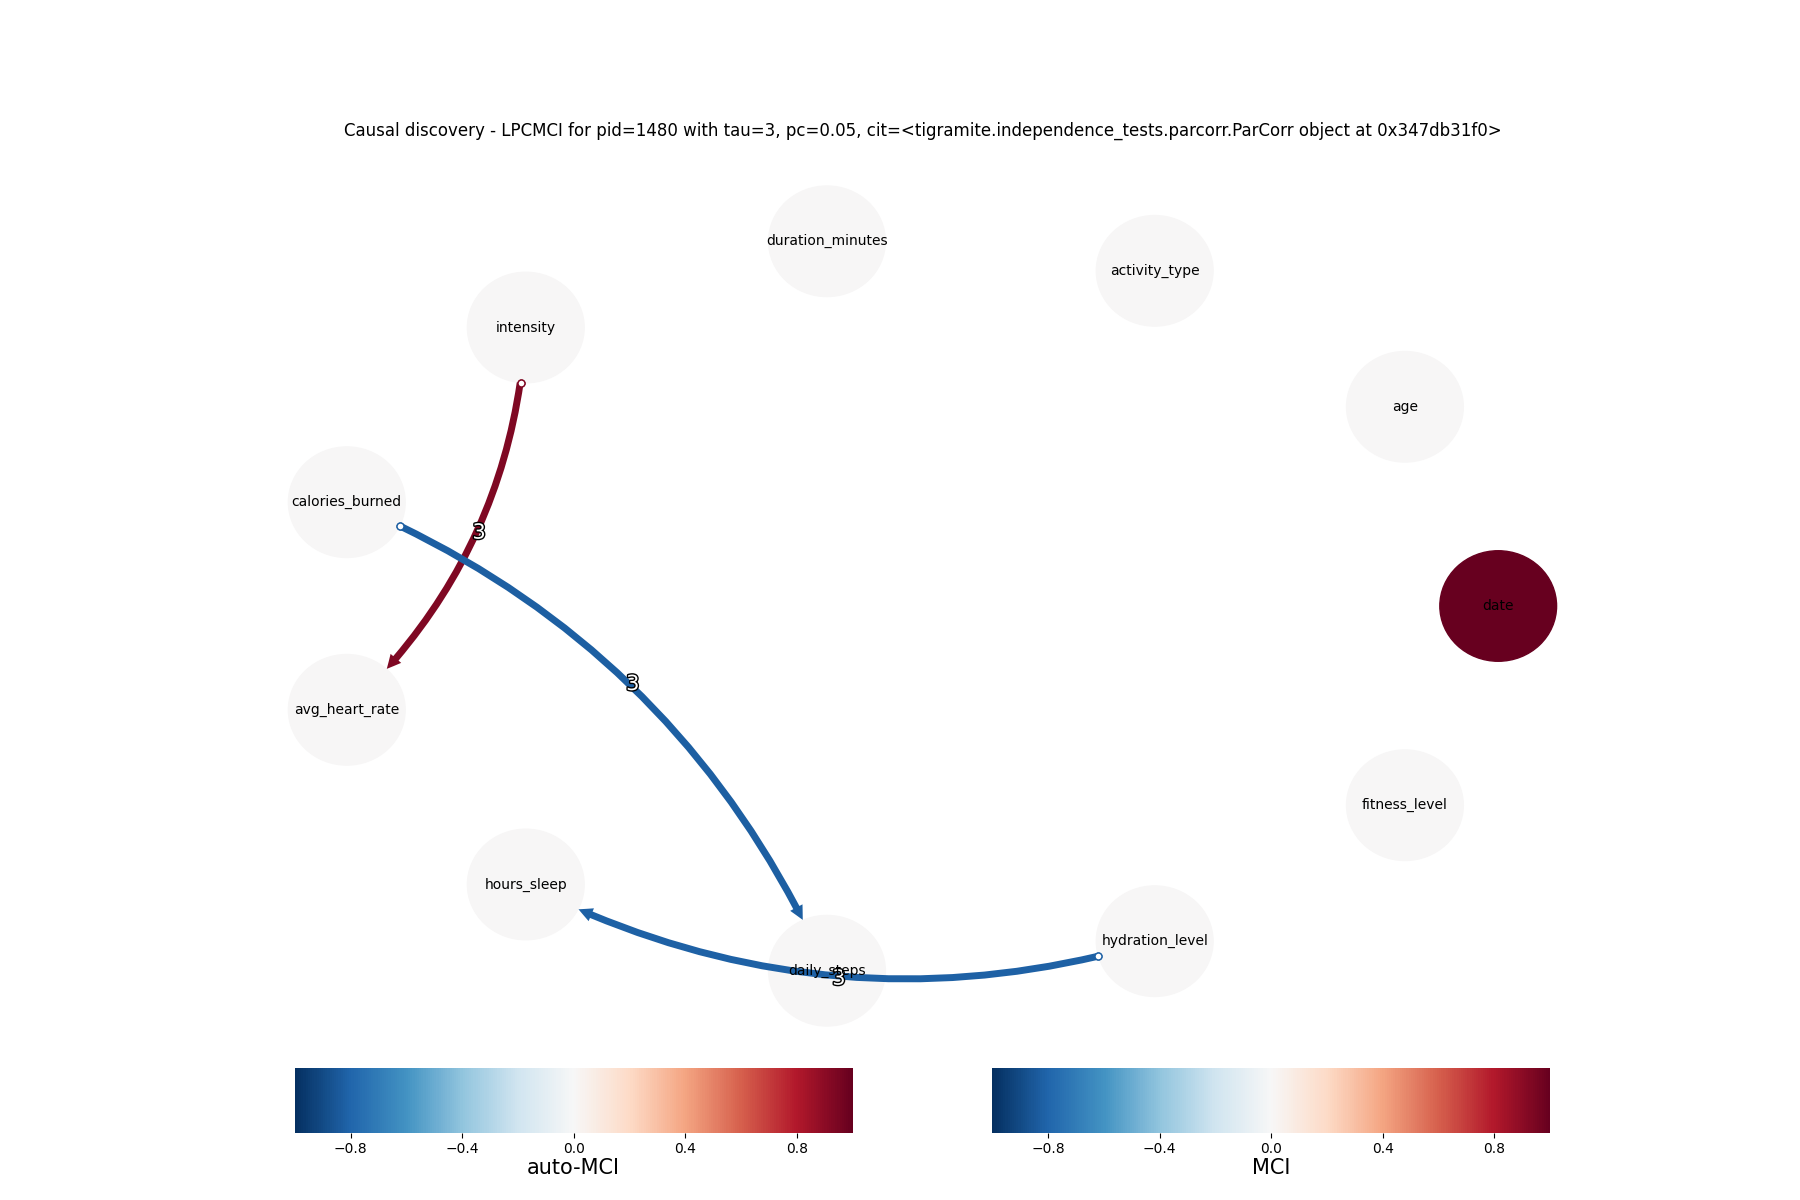 Causal discovery - LPCMCI for pid=1480 with tau=3, pc=0.05, cit=<tigramite.independence_tests.parcorr.ParCorr object at 0x347db31f0>
duration_minutes
activity_type
intensity
age
calories_burned
3
date
3
avg_heart_rate
fitness_level
hours_sleep
hydration_level
daily_steps
3
−0.8 −0.4 0.0 0.4 0.8
auto-MCI
−0.8 −0.4 0.0 0.4 0.8
MCI